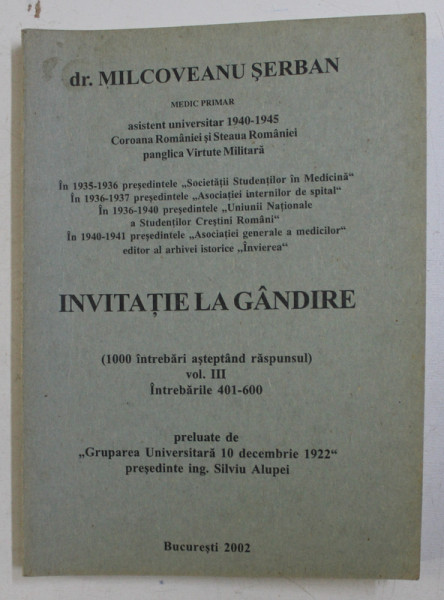 dr. MILCOVEANU ŞERBAN
MEDIC PRIMAR
asistent universitar 1940-1945
Coroana României şi Steaua României
panglica Virtute Militară
În 1935-1936 preşedintele „Societăţii Studenţilor în Medicină“
În 1936-1937 preşedintele „Asociaţiei internilor de spital“
În 1936-1940 preşedintele „Uniunii Naţionale
a Studenţilor Creştini Români“
În 1940-1941 preşedintele „Asociaţiei generale a medicilor“
editor al arhivei istorice „Învierea“
INVITAŢIE LA GÂNDIRE
(1000 întrebări aşteptând răspunsul)
vol. III
Întrebările 401-600
preluate de
„Gruparea Universitară 10 decembrie 1922“
preşedinte ing. Silviu Alupei
Bucureşti 2002